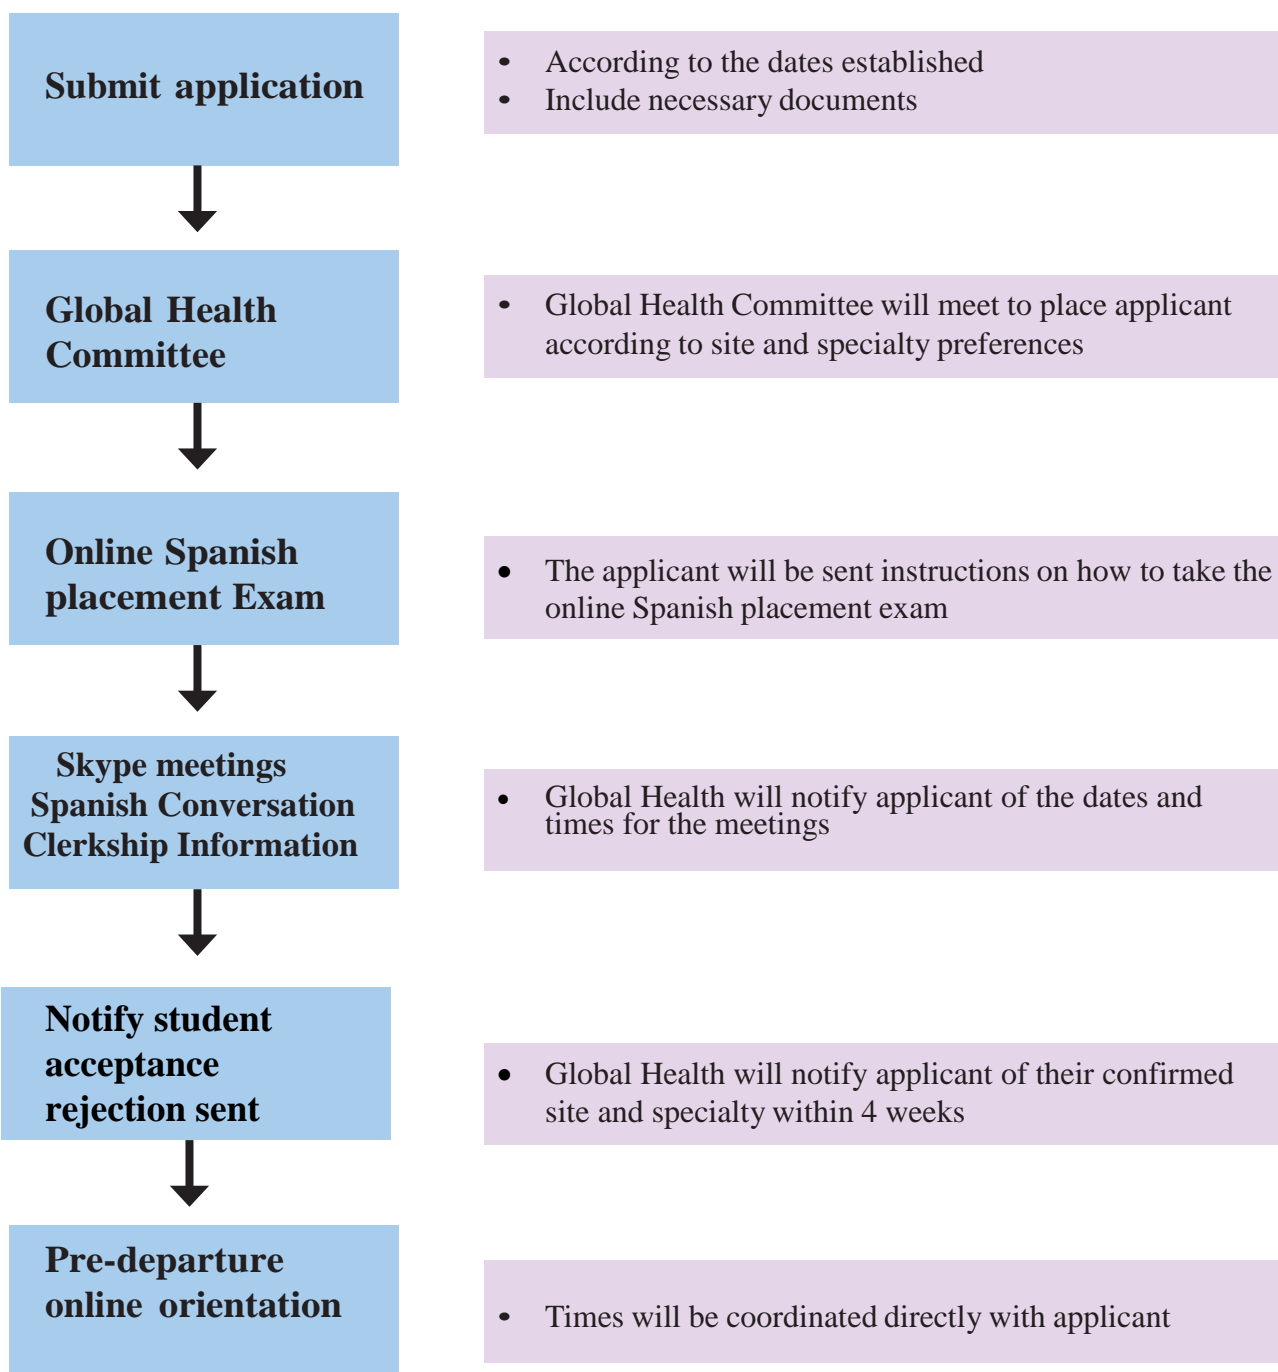 Submit application
• According to the dates established
• Include necessary documents
Global Health
Committee
• Global Health Committee will meet to place applicant
according to site and specialty preferences
Online Spanish
placement Exam
• The applicant will be sent instructions on how to take the
online Spanish placement exam
Skype meetings
Spanish Conversation
Clerkship Information
• Global Health will notify applicant of the dates and
times for the meetings
Notify student
acceptance
rejection sent
• Global Health will notify applicant of their confirmed
site and specialty within 4 weeks
Pre-departure
online orientation
• Times will be coordinated directly with applicant